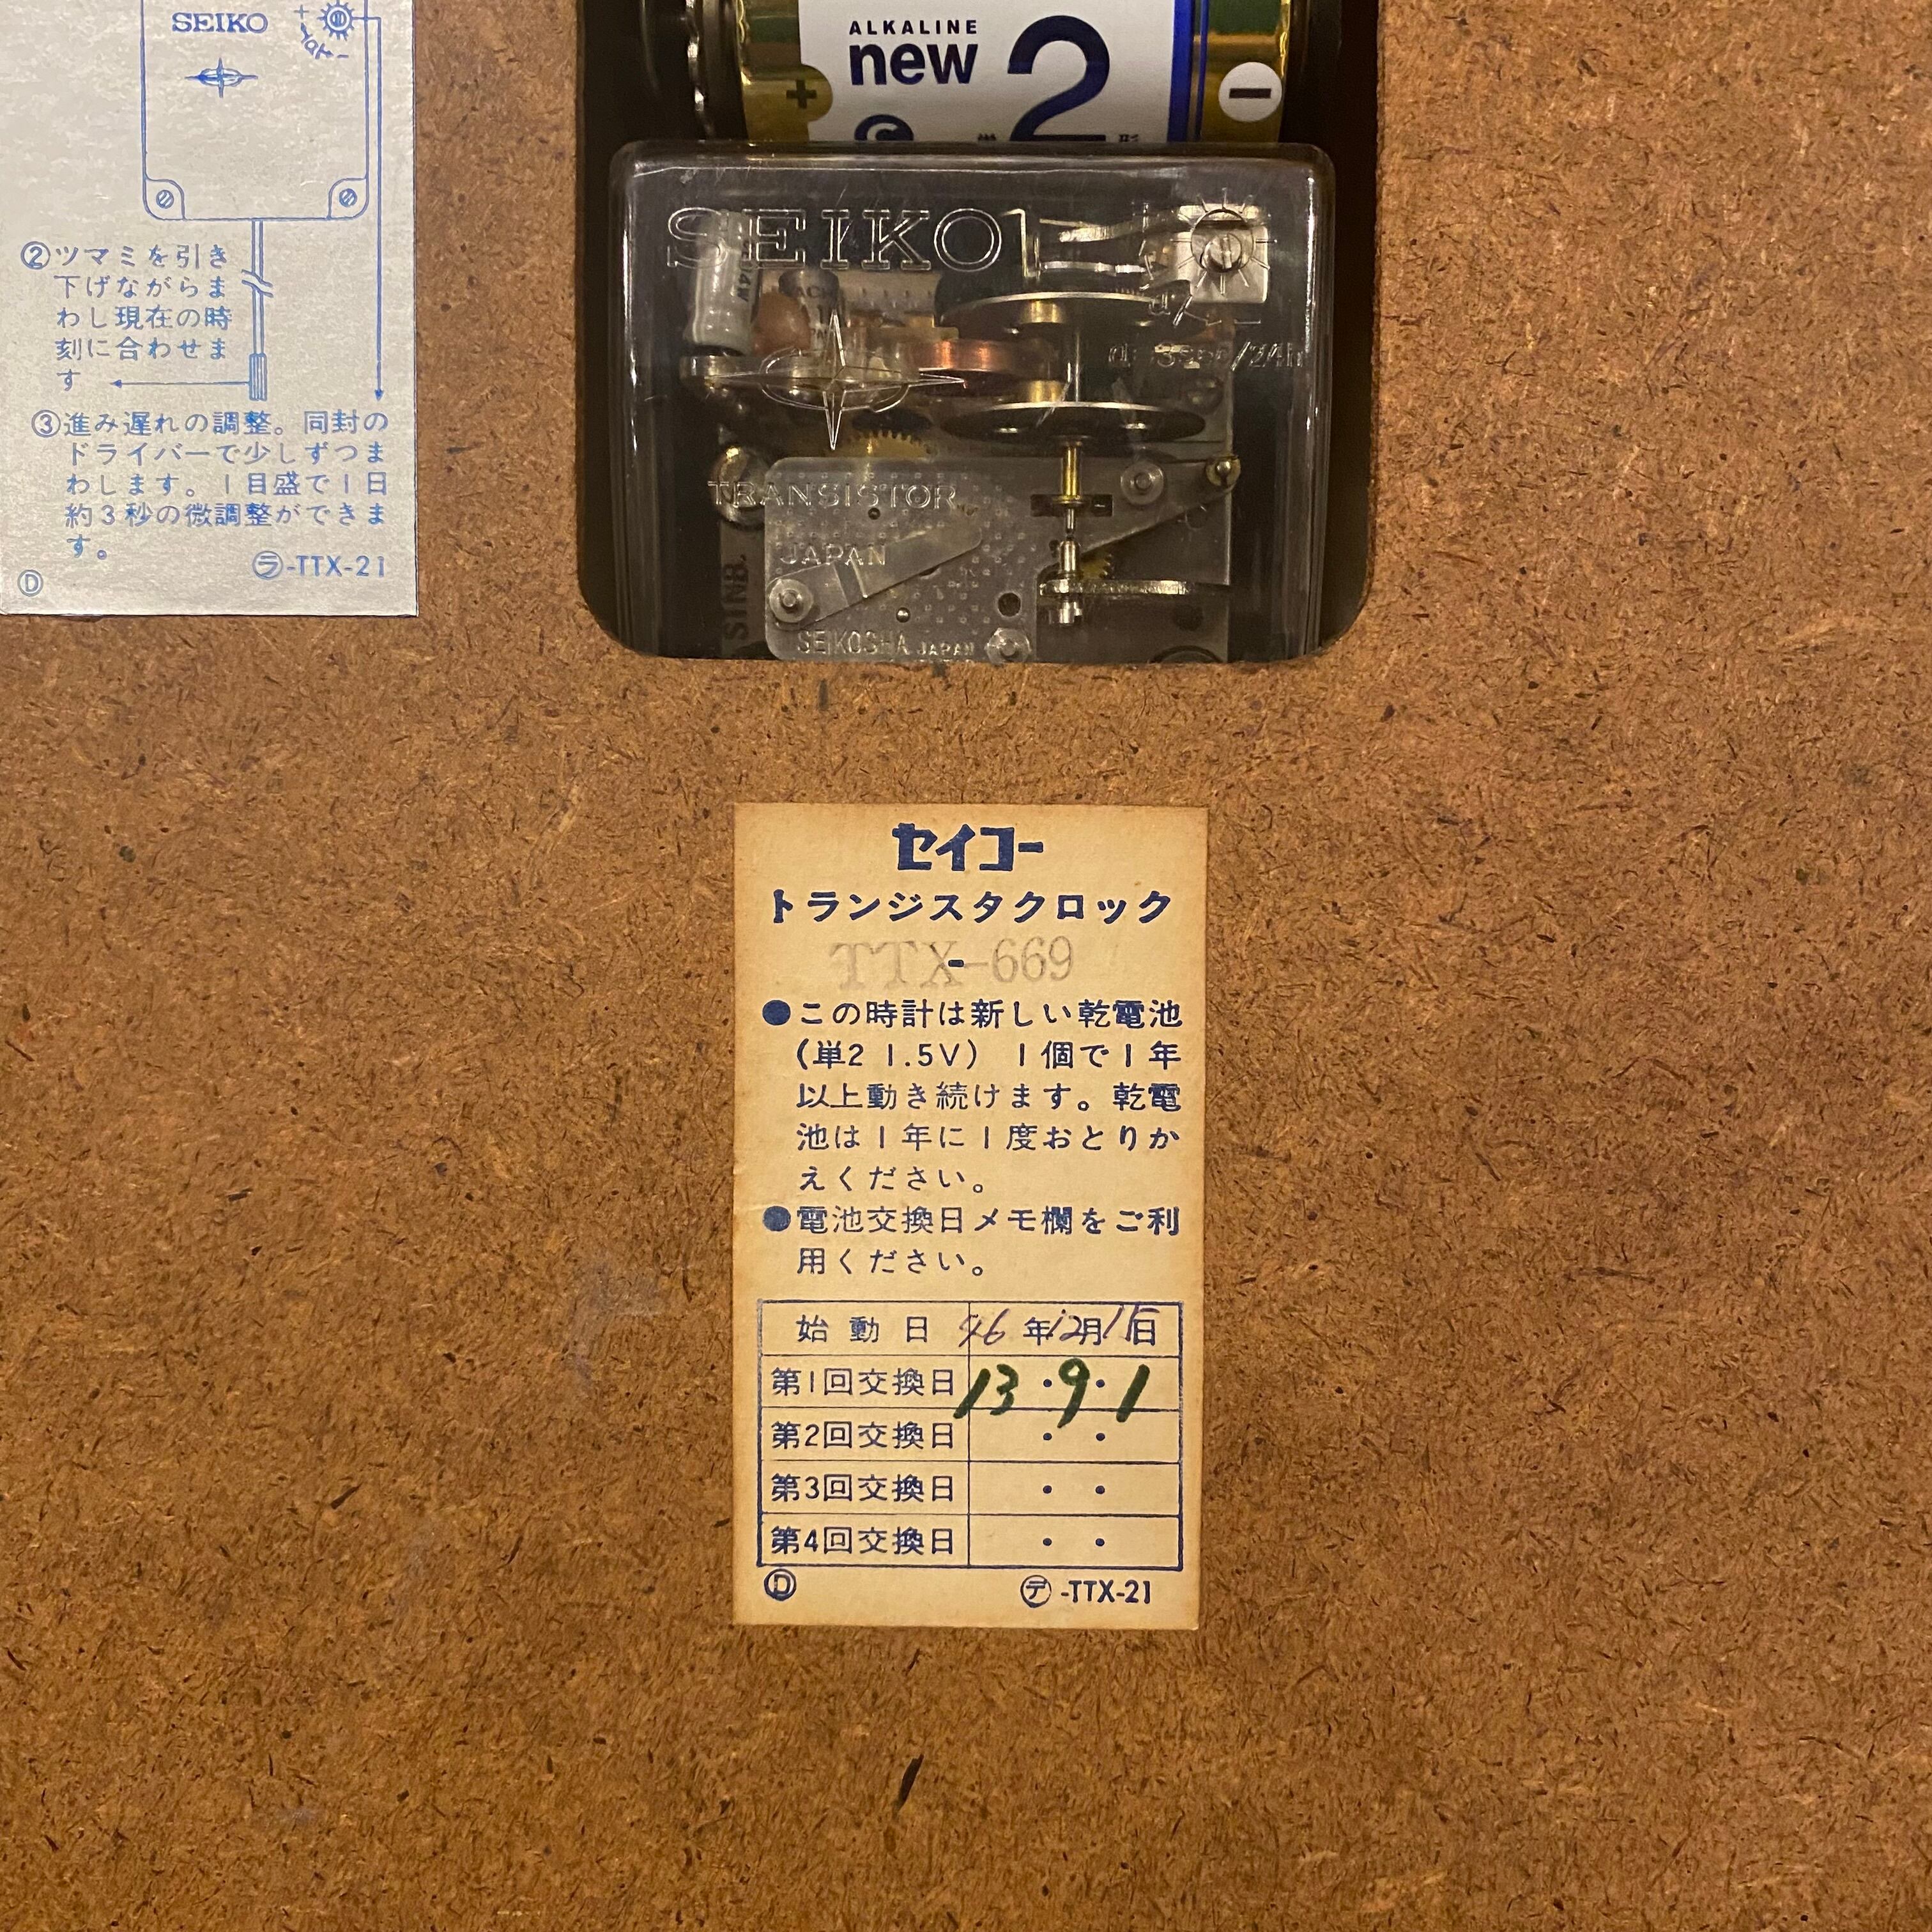 SEIKO
②ツマミを引き
下げながらま
わし現在の時
刻に合わせま
す
③進み遅れの調整。同封の
ドライバーで少しずつま
わします。1目盛で1日
約3秒の微調整ができま
す。
Ⓓ ㋢-TTX-21
ALKALINE
new 2
+ −
SEIKO
TRANSISTOR
JAPAN
SEIKOSHA JAPAN
セイコー
トランジスタクロック
TTX-669
●この時計は新しい乾電池
(単2 1.5V) 1個で1年
以上動き続けます。乾電
池は1年に1度おとりか
えください。
●電池交換日メモ欄をご利
用ください。
始動日 46年12月15日
第1回交換日 13・9・1
第2回交換日 ・ ・
第3回交換日 ・ ・
第4回交換日 ・ ・
Ⓓ ㋢-TTX-21